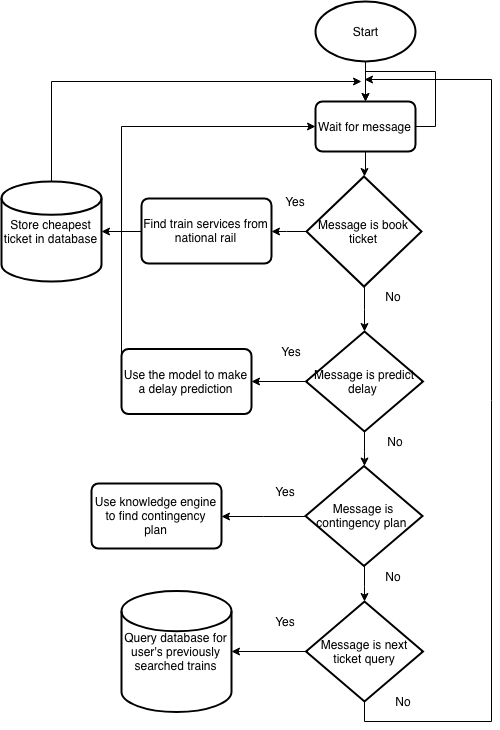 Start
Wait for message
Yes
Message is book
ticket
Find train services from
national rail
Store cheapest
ticket in database
No
Yes
Message is predict
delay
Use the model to make
a delay prediction
No
Yes
Message is
contingency plan
Use knowledge engine
to find contingency
plan
No
Yes
Message is next
ticket query
Query database for
user's previously
searched trains
No